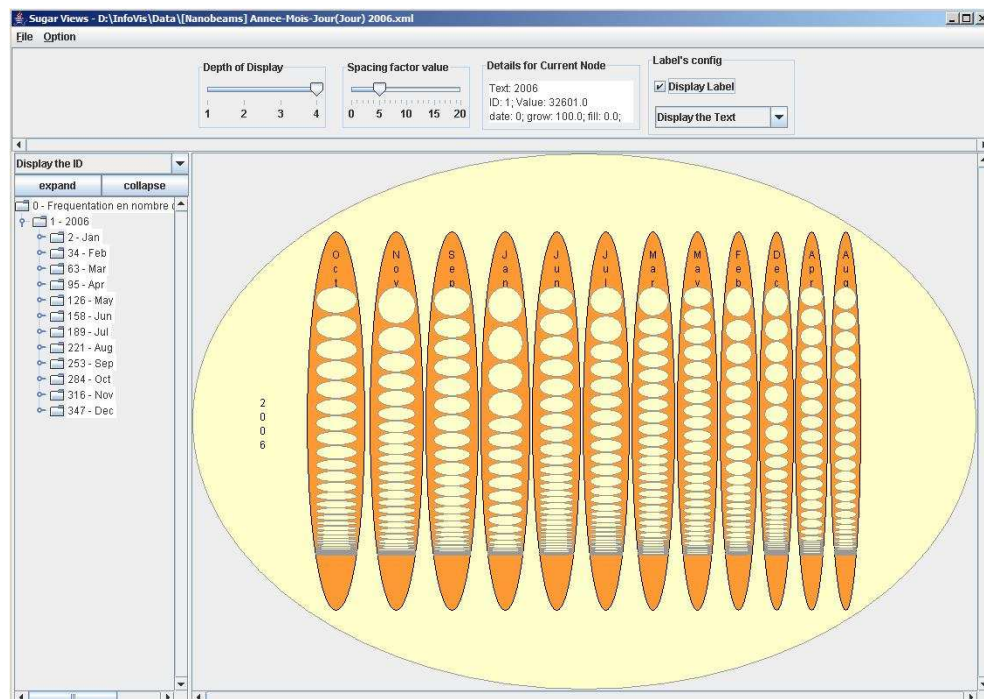 Sugar Views - D:\InfoVis\Data\[Nanobeams] Annee-Mois-Jour(Jour) 2006.xml
File Option
Depth of Display
1 2 3 4
Spacing factor value
0 5 10 15 20
Details for Current Node
Text: 2006
ID: 1; Value: 32601.0
date: 0; grow: 100.0; fill: 0.0;
Label's config
Display Label
Display the Text
Display the ID
expand collapse
0 - Frequentation en nombre
1 - 2006
2 - Jan
34 - Feb
63 - Mar
95 - Apr
126 - May
158 - Jun
189 - Jul
221 - Aug
253 - Sep
284 - Oct
316 - Nov
347 - Dec
2006
Oct Nov Sep Jan Jun Jul Mar May Feb Dec Apr Aug